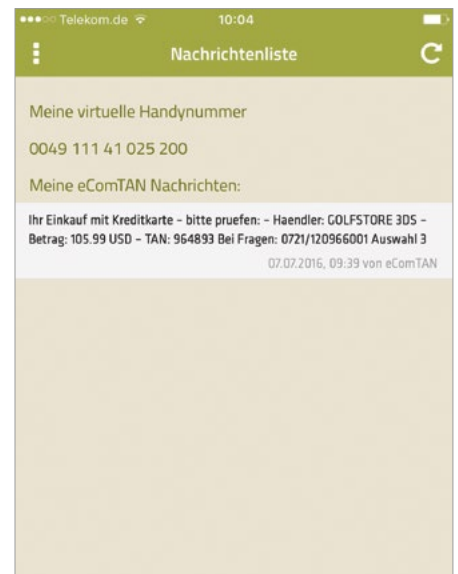 Telekom.de 10:04
Nachrichtenliste
Meine virtuelle Handynummer
0049 111 41 025 200
Meine eComTAN Nachrichten:
Ihr Einkauf mit Kreditkarte – bitte pruefen: – Haendler: GOLFSTORE 3DS –
Betrag: 105.99 USD – TAN: 964893 Bei Fragen: 0721/120966001 Auswahl 3
07.07.2016, 09:39 von eComTAN